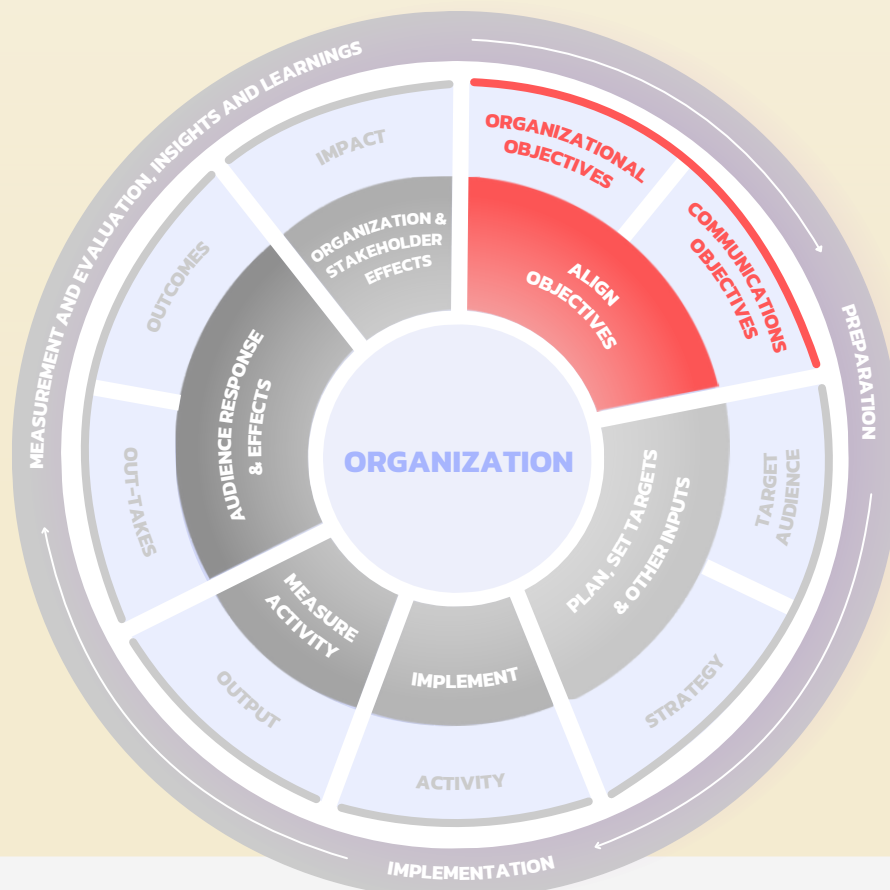 MEASUREMENT AND EVALUATION, INSIGHTS AND LEARNINGS
PREPARATION
IMPLEMENTATION
ORGANIZATIONAL
OBJECTIVES
COMMUNICATIONS
OBJECTIVES
TARGET
AUDIENCE
STRATEGY
ACTIVITY
OUTPUT
OUT-TAKES
OUTCOMES
IMPACT
ALIGN
OBJECTIVES
PLAN, SET TARGETS
& OTHER INPUTS
IMPLEMENT
MEASURE
ACTIVITY
AUDIENCE RESPONSE
& EFFECTS
ORGANIZATION &
STAKEHOLDER
EFFECTS
ORGANIZATION